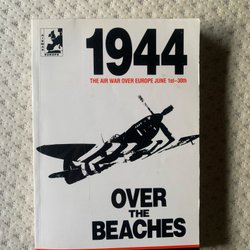 1944
THE AIR WAR OVER EUROPE JUNE 1st–30th
OVER
THE
BEACHES